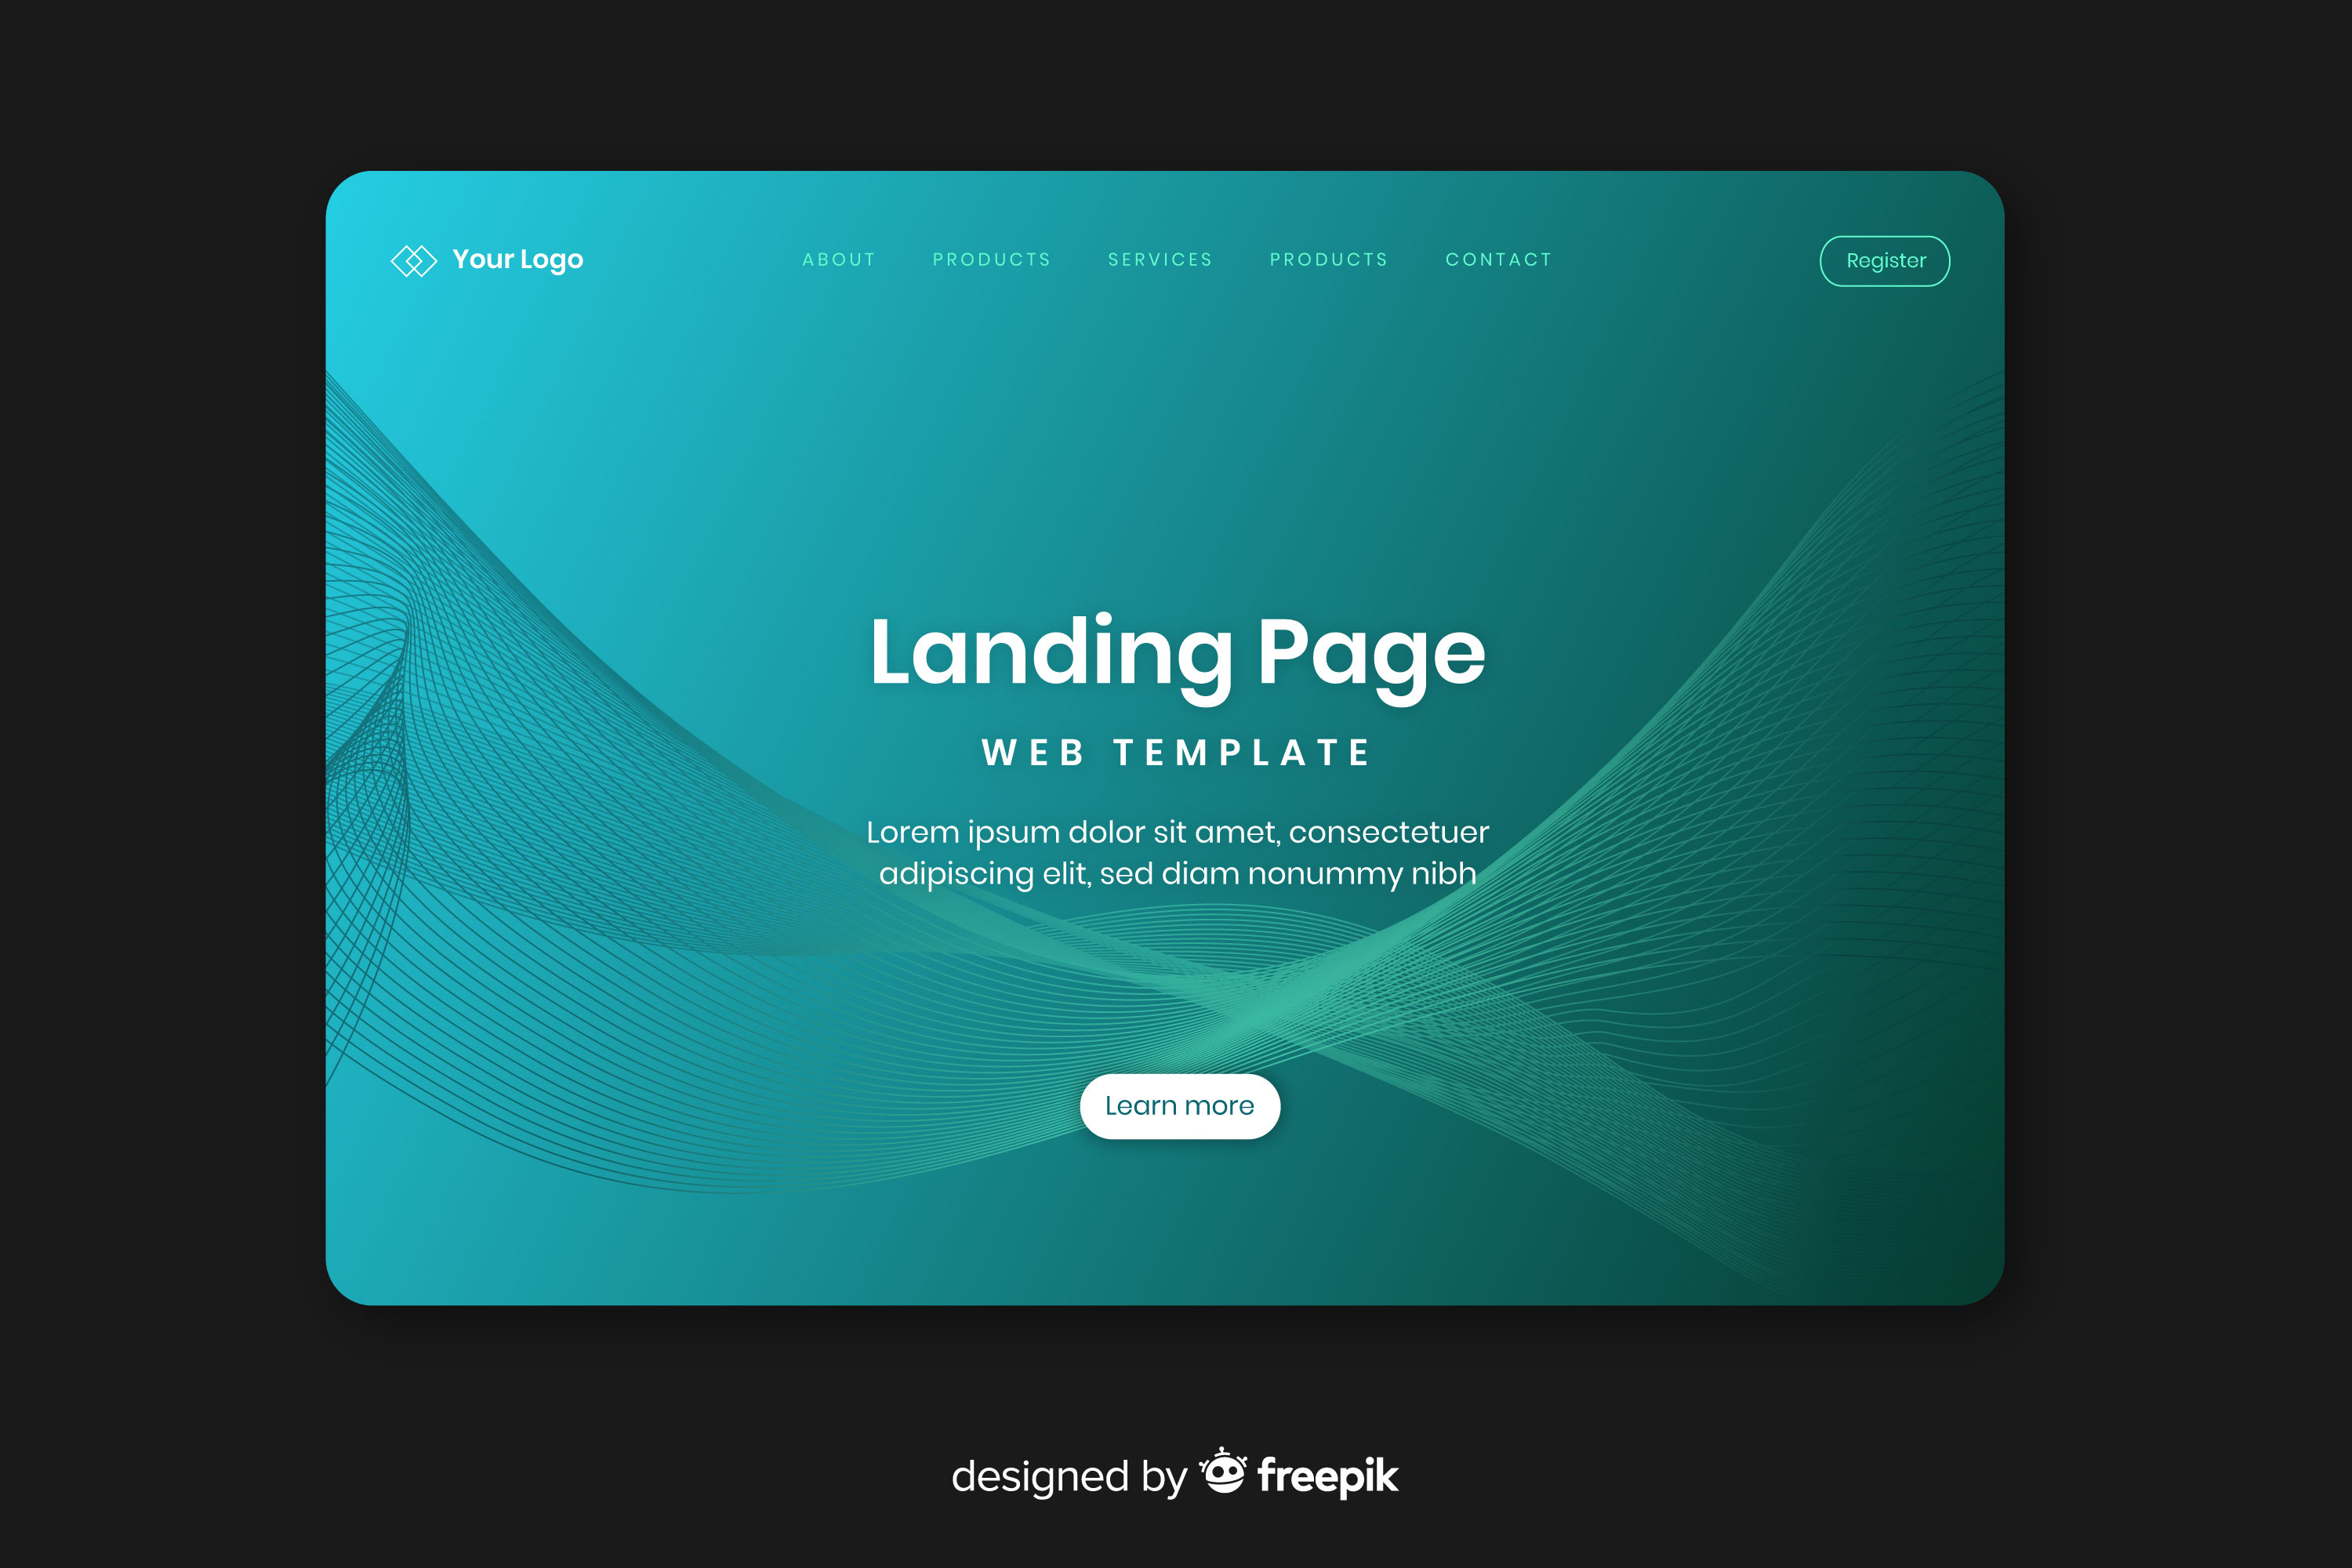 Your Logo
ABOUT PRODUCTS SERVICES PRODUCTS CONTACT
Register
Landing Page
WEB TEMPLATE
Lorem ipsum dolor sit amet, consectetuer
adipiscing elit, sed diam nonummy nibh
Learn more
designed by freepik